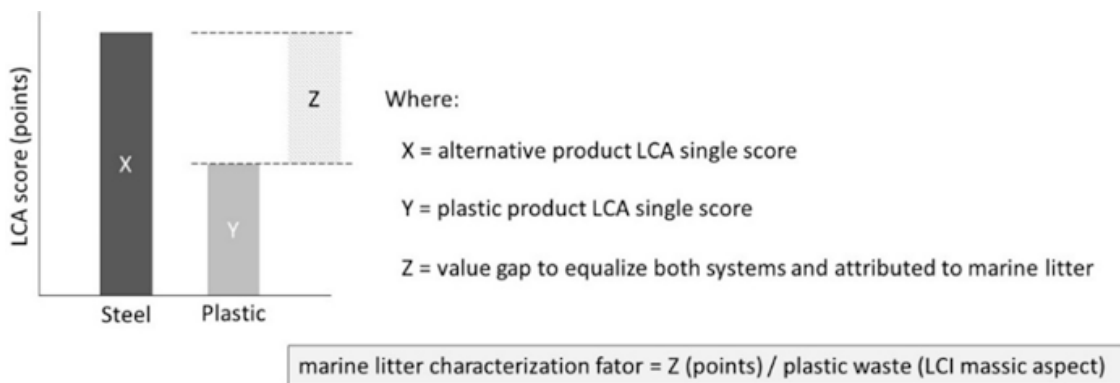 LCA score (points)
X
Y
Z
Steel
Plastic
Where:
X = alternative product LCA single score
Y = plastic product LCA single score
Z = value gap to equalize both systems and attributed to marine litter
marine litter characterization fator = Z (points) / plastic waste (LCI massic aspect)